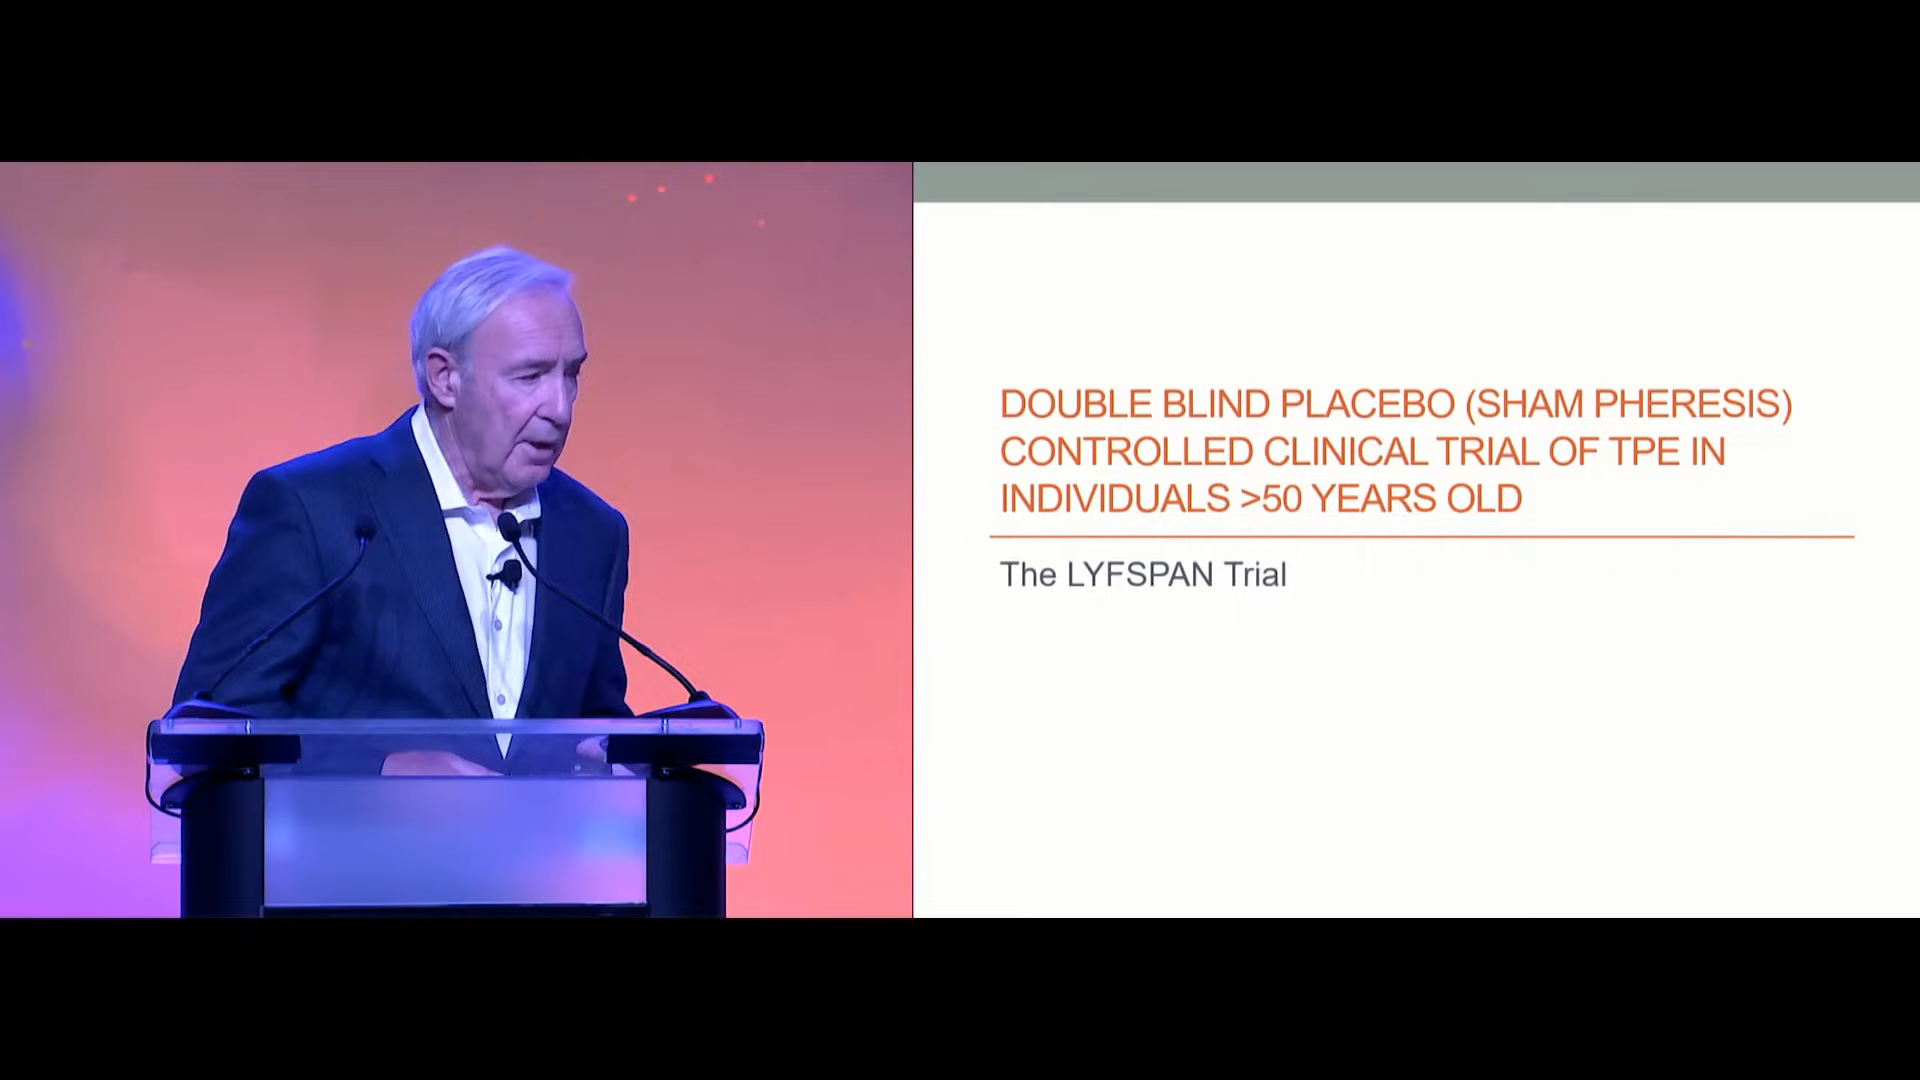 DOUBLE BLIND PLACEBO (SHAM PHERESIS)
CONTROLLED CLINICAL TRIAL OF TPE IN
INDIVIDUALS >50 YEARS OLD
The LYFSPAN Trial